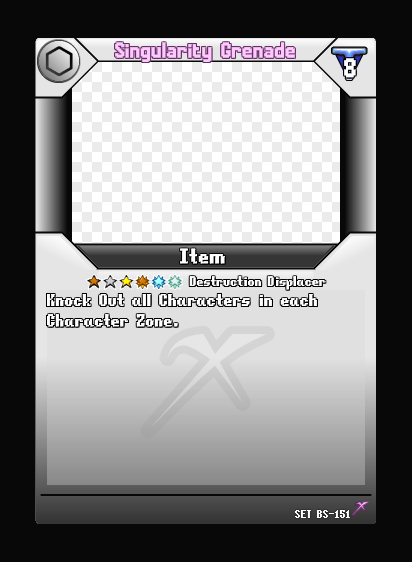 Singularity Grenade
8
Item
Destruction Displacer
Knock Out all Characters in each
Character Zone.
SET BS-151